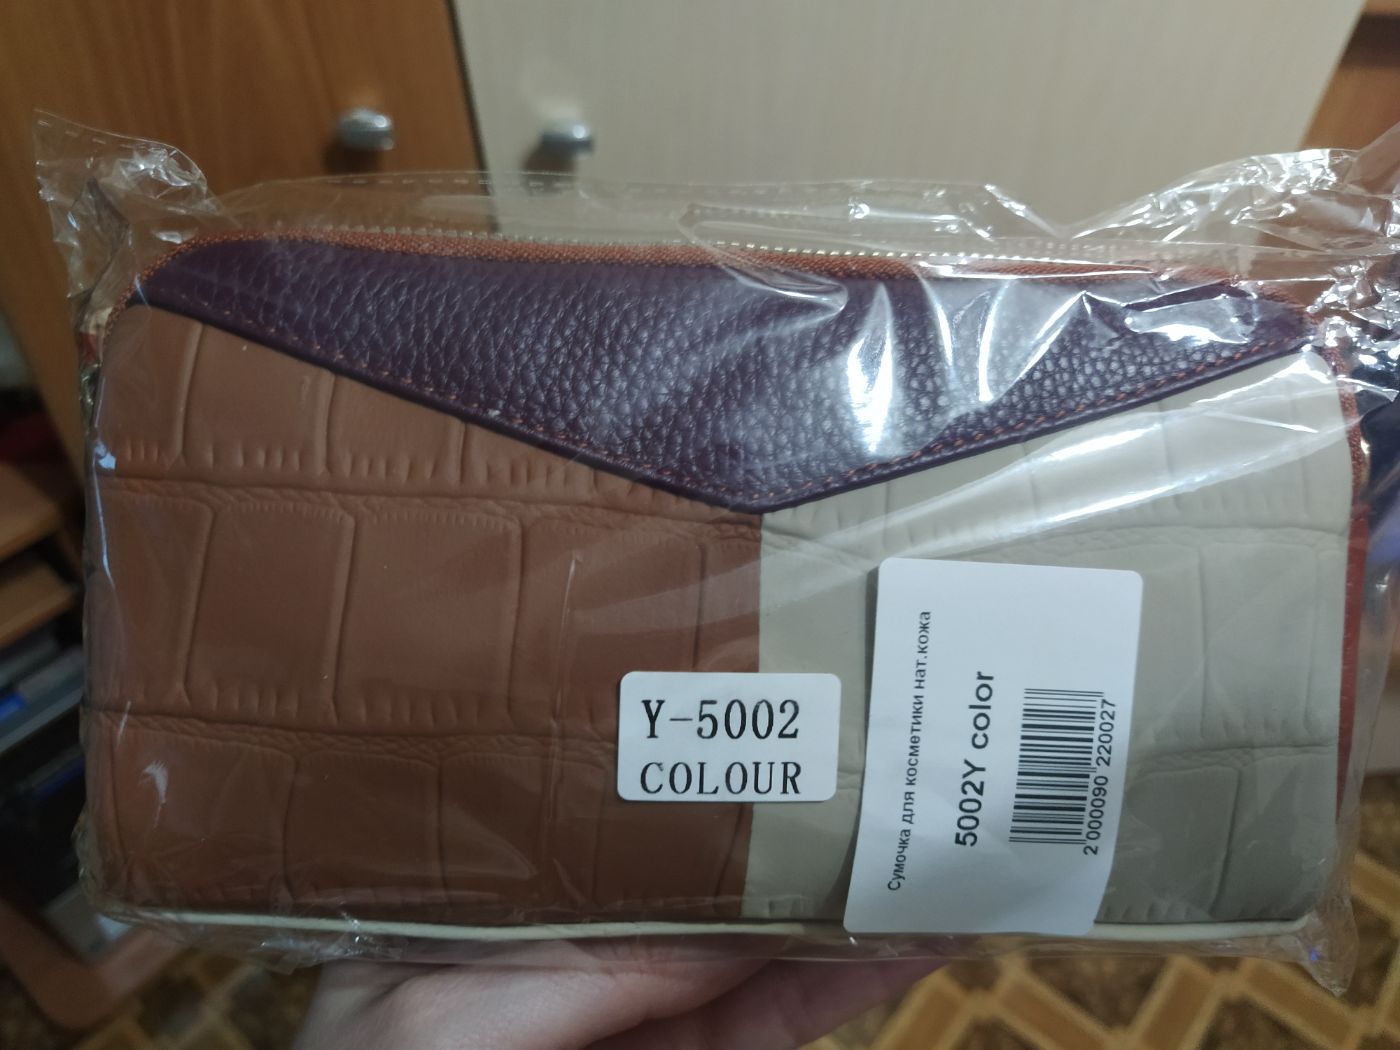 Y-5002
COLOUR
Сумочка для косметики нат.кожа
5002Y color
2 000090 220027